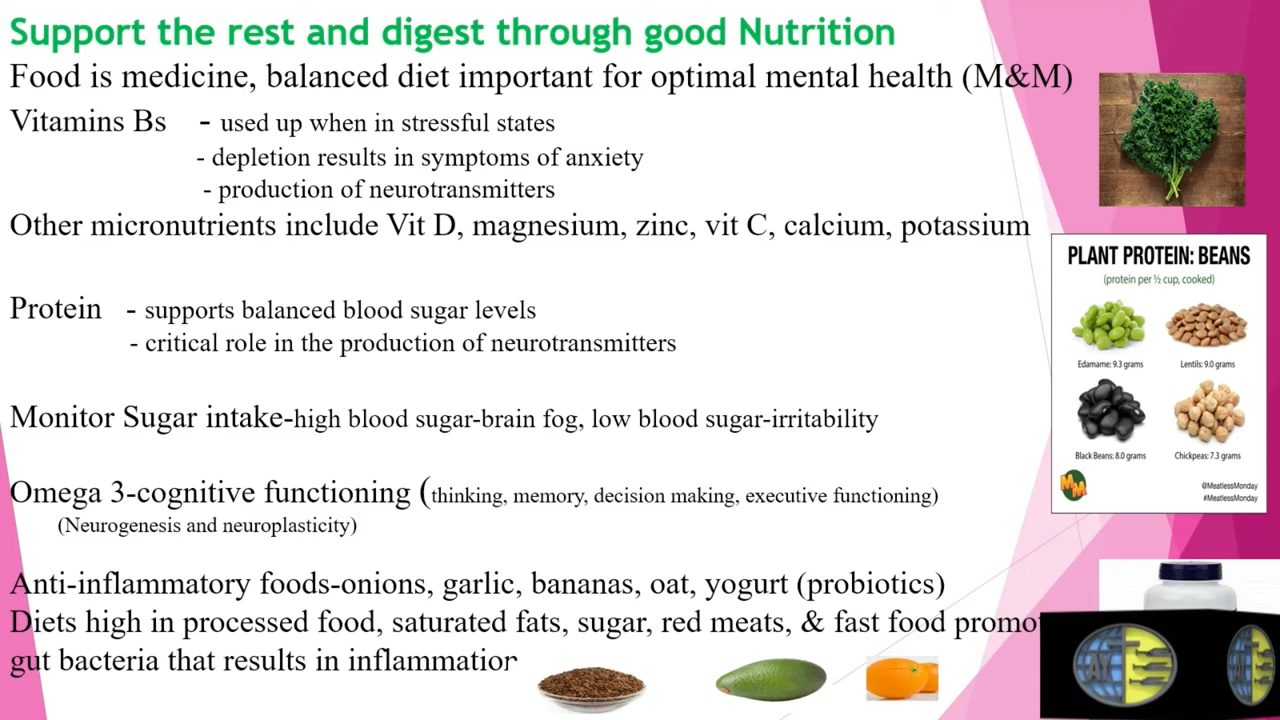 Support the rest and digest through good Nutrition
Food is medicine, balanced diet important for optimal mental health (M&M)
Vitamins Bs - used up when in stressful states
- depletion results in symptoms of anxiety
- production of neurotransmitters
Other micronutrients include Vit D, magnesium, zinc, vit C, calcium, potassium
Protein - supports balanced blood sugar levels
- critical role in the production of neurotransmitters
Monitor Sugar intake-high blood sugar-brain fog, low blood sugar-irritability
Omega 3-cognitive functioning (thinking, memory, decision making, executive functioning)
(Neurogenesis and neuroplasticity)
Anti-inflammatory foods-onions, garlic, bananas, oat, yogurt (probiotics)
Diets high in processed food, saturated fats, sugar, red meats, & fast food
gut bacteria that results in inflammation
PLANT PROTEIN: BEANS
(protein per ½ cup, cooked)
Edamame: 9.3 grams
Lentils: 9.0 grams
Black Beans: 8.0 grams
Chickpeas: 7.3 grams
MM
@MeatlessMonday
#MeatlessMonday